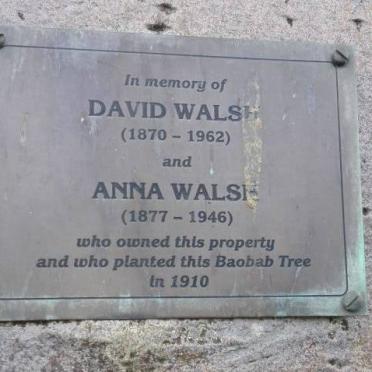 In memory of
DAVID WALSH
(1870 – 1962)
and
ANNA WALSH
(1877 – 1946)
who owned this property
and who planted this Baobab Tree
in 1910